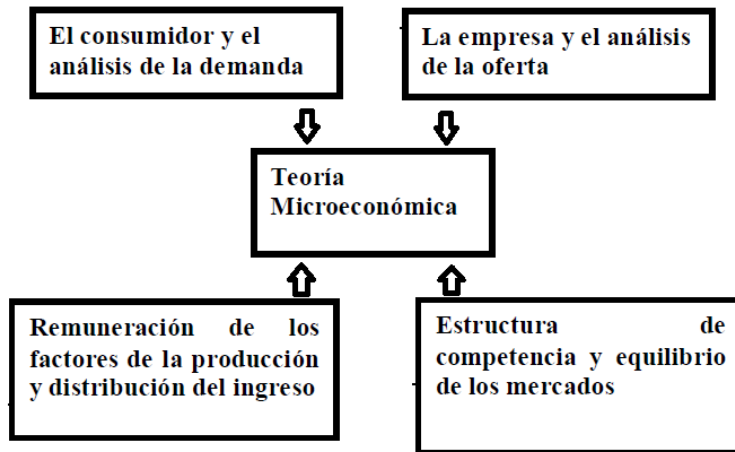 El consumidor y el
análisis de la demanda
La empresa y el análisis
de la oferta
Teoría
Microeconómica
Remuneración de los
factores de la producción
y distribución del ingreso
Estructura de
competencia y equilibrio
de los mercados